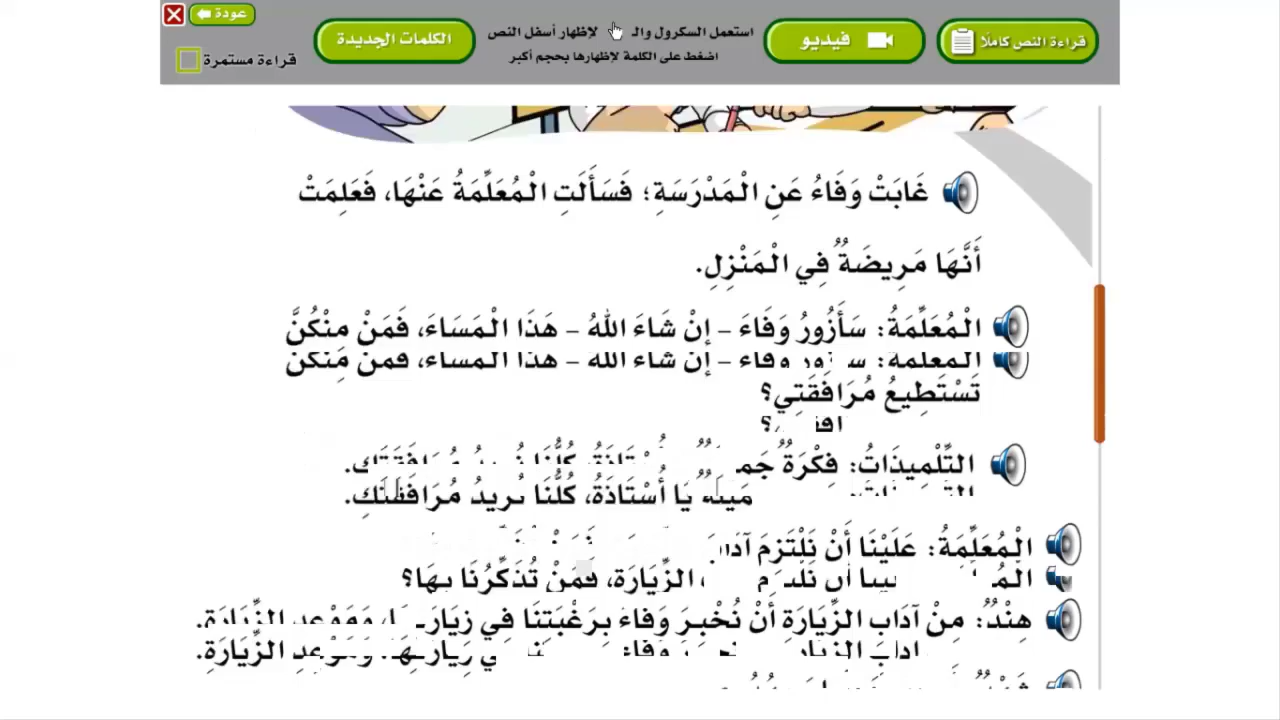 عودة
قراءة مستمرة
الكلمات الجديدة
استعمل السكرول والـ لإظهار أسفل النص
اضغط على الكلمة لإظهارها بحجم أكبر
فيديو
قراءة النص كاملًا
غَابَتْ وَفَاءُ عَنِ الْمَدْرَسَةِ؛ فَسَأَلَتِ الْمُعَلِّمَةُ عَنْهَا، فَعَلِمَتْ
أَنَّهَا مَرِيضَةٌ فِي الْمَنْزِلِ.
الْمُعَلِّمَةُ: سَأَزُورُ وَفَاءَ – إِنْ شَاءَ اللهُ – هَذَا الْمَسَاءَ، فَمَنْ مِنْكُنَّ
تَسْتَطِيعُ مُرَافَقَتِي؟
التِّلْمِيذَاتُ: فِكْرَةٌ جَمِيلَةٌ يَا أُسْتَاذَةُ، كُلُّنَا نُرِيدُ مُرَافَقَتَكِ.
الْمُعَلِّمَةُ: عَلَيْنَا أَنْ نَلْتَزِمَ آدَابَ الزِّيَارَةِ، فَمَنْ تُذَكِّرُنَا بِهَا؟
هِنْدٌ: مِنْ آدَابِ الزِّيَارَةِ أَنْ نُخْبِرَ وَفَاءَ بِرَغْبَتِنَا فِي زِيَارَتِهَا، وَمَوْعِدِ الزِّيَارَةِ.